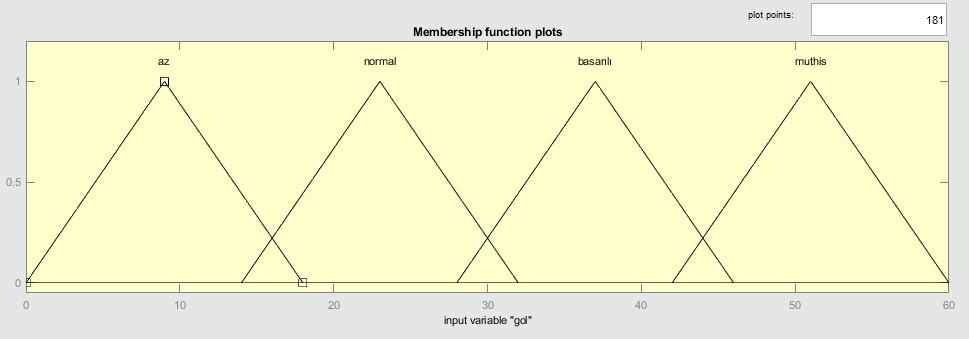 plot points: 181
Membership function plots
az normal basarılı muthis
1
0.5
0
0 10 20 30 40 50 60
input variable "gol"